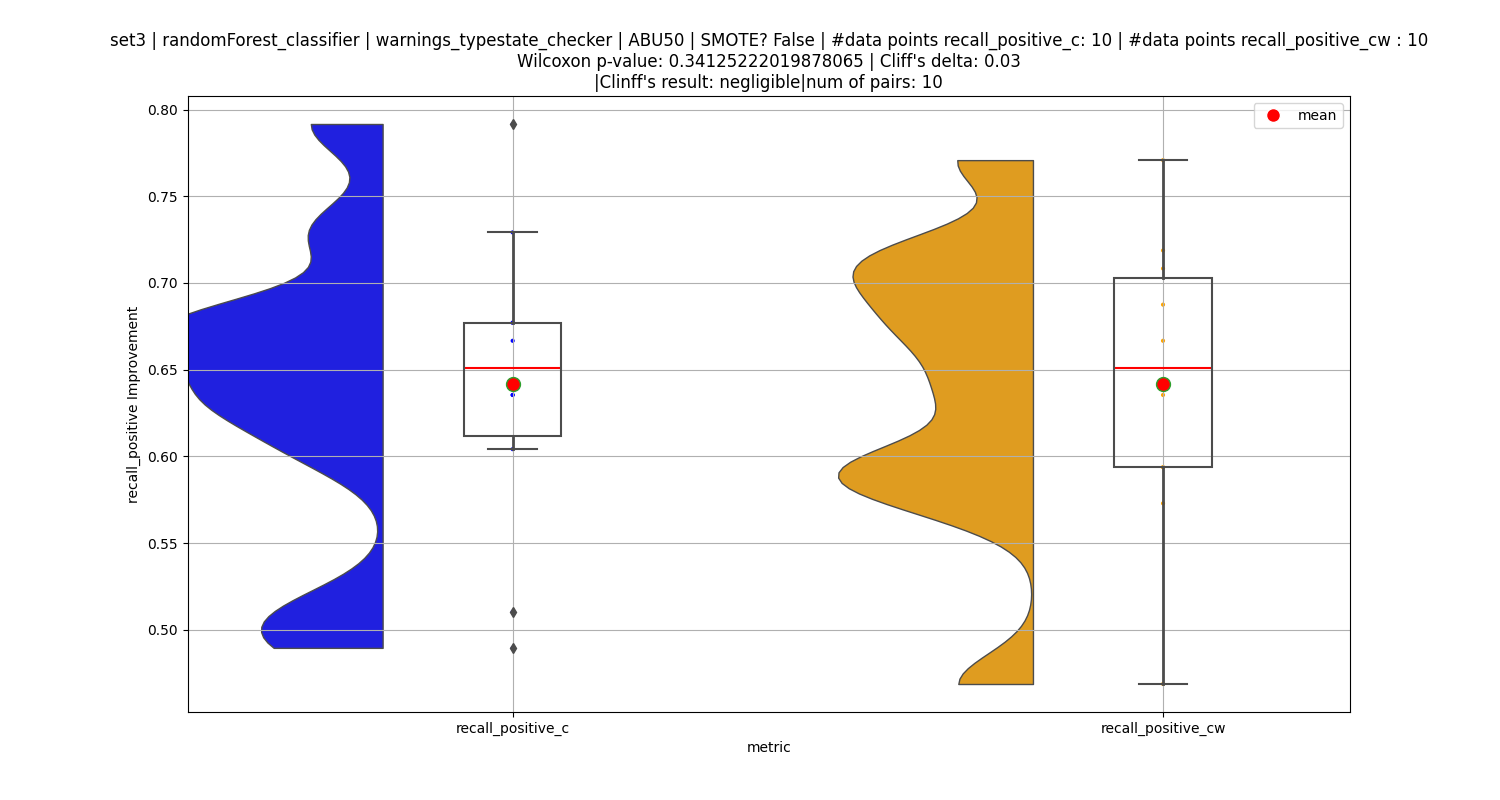 set3 | randomForest_classifier | warnings_typestate_checker | ABU50 | SMOTE? False | #data points recall_positive_c: 10 | #data points recall_positive_cw : 10
Wilcoxon p-value: 0.34125222019878065 | Cliff's delta: 0.03
|Clinff's result: negligible|num of pairs: 10
mean
0.80
0.75
0.70
0.65
0.60
0.55
0.50
recall_positive Improvement
recall_positive_c
recall_positive_cw
metric